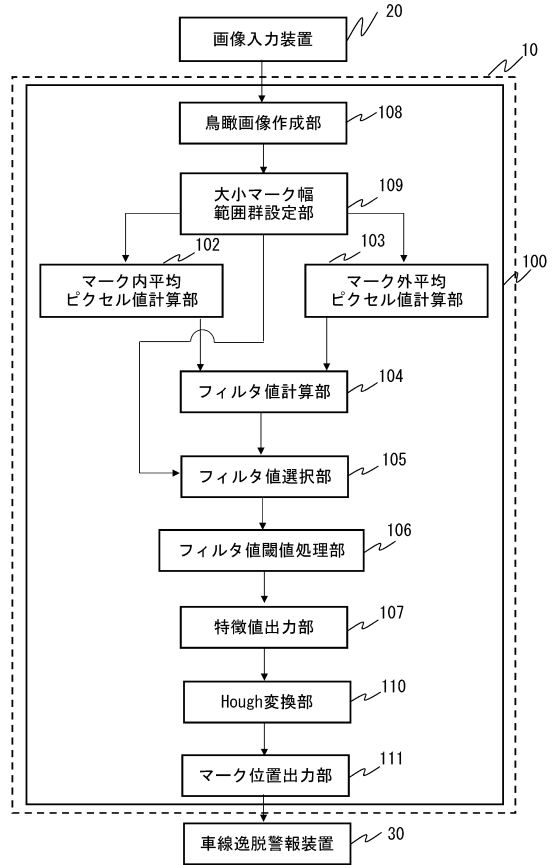 画像入力装置
20
10
鳥瞰画像作成部
108
大小マーク幅
範囲群設定部
109
102
103
100
マーク内平均
ピクセル値計算部
マーク外平均
ピクセル値計算部
フィルタ値計算部
104
フィルタ値選択部
105
フィルタ値閾値処理部
106
特徴値出力部
107
Hough変換部
110
マーク位置出力部
111
車線逸脱警報装置
30